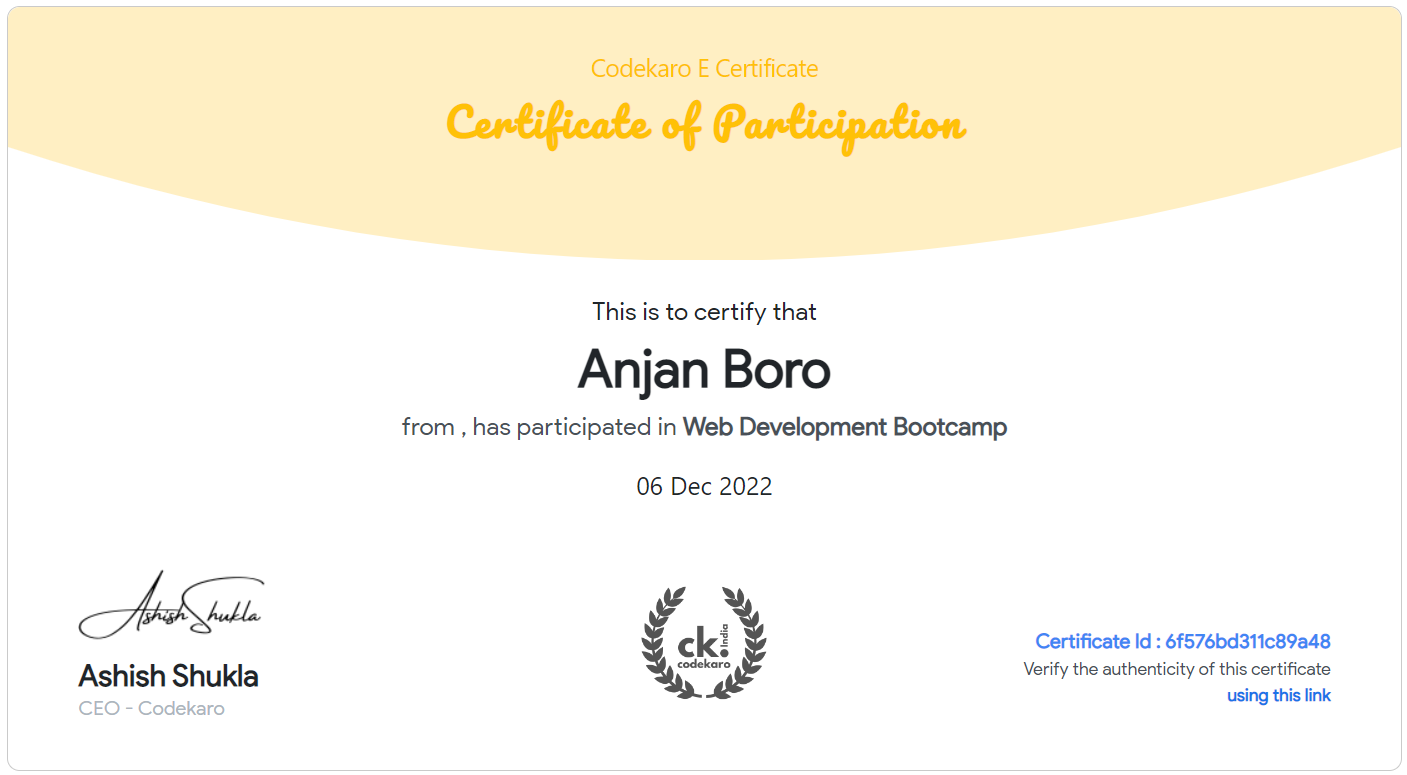 Codekaro E Certificate
Certificate of Participation
This is to certify that
Anjan Boro
from , has participated in Web Development Bootcamp
06 Dec 2022
Ashish Shukla
Ashish Shukla
CEO - Codekaro
ck. India
codekaro
Certificate Id : 6f576bd311c89a48
Verify the authenticity of this certificate
using this link